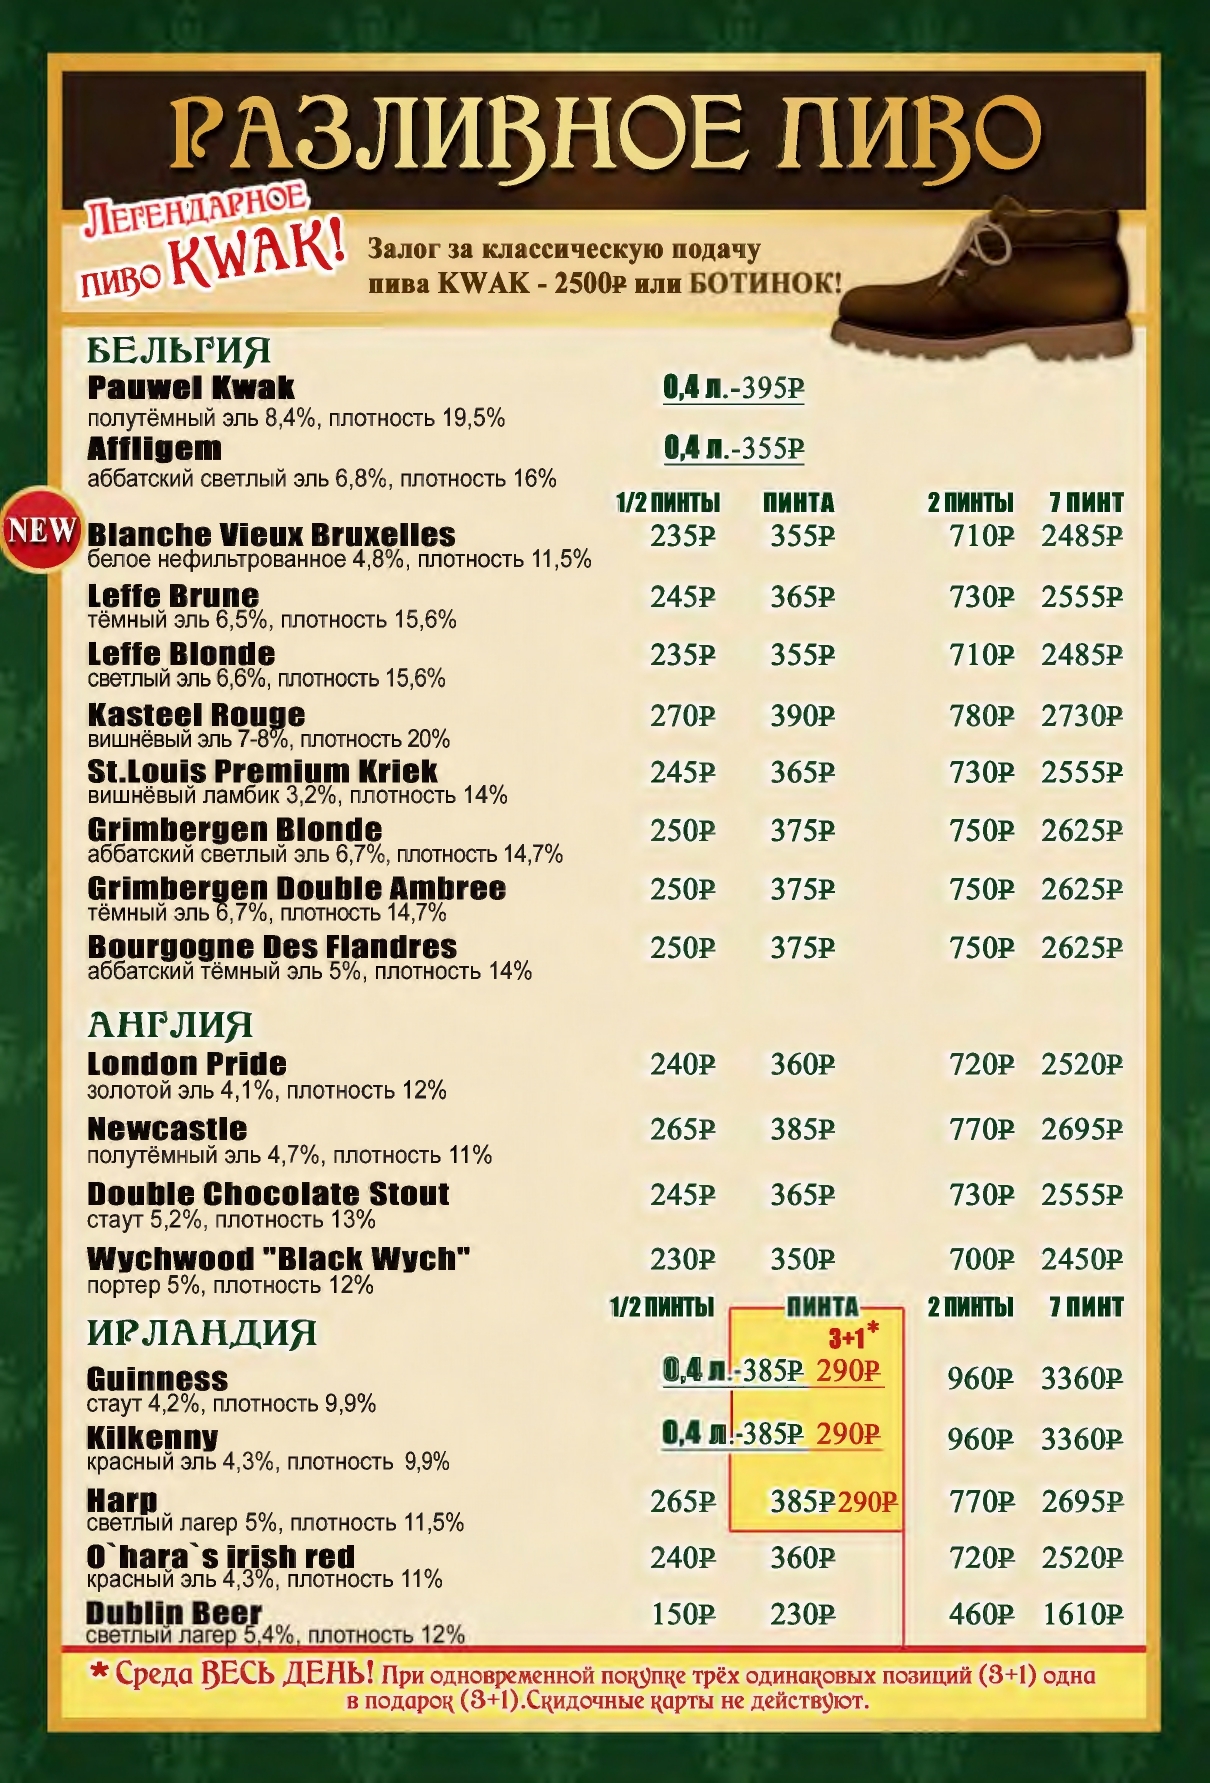 РАЗЛИВНОЕ ПИВО
Легендарное
пиво KWAK!
Залог за классическую подачу
пива KWAK - 2500₽ или БОТИНОК!
БЕЛЬГИЯ
Pauwel Kwak 0,4 л.-395₽
полутёмный эль 8,4%, плотность 19,5%
Affligem 0,4 л.-355₽
аббатский светлый эль 6,8%, плотность 16%
1/2 ПИНТЫ ПИНТА 2 ПИНТЫ 7 ПИНТ
NEW Blanche Vieux Bruxelles 235₽ 355₽ 710₽ 2485₽
белое нефильтрованное 4,8%, плотность 11,5%
Leffe Brune 245₽ 365₽ 730₽ 2555₽
тёмный эль 6,5%, плотность 15,6%
Leffe Blonde 235₽ 355₽ 710₽ 2485₽
светлый эль 6,6%, плотность 15,6%
Kasteel Rouge 270₽ 390₽ 780₽ 2730₽
вишнёвый эль 7-8%, плотность 20%
St.Louis Premium Kriek 245₽ 365₽ 730₽ 2555₽
вишнёвый ламбик 3,2%, плотность 14%
Grimbergen Blonde 250₽ 375₽ 750₽ 2625₽
аббатский светлый эль 6,7%, плотность 14,7%
Grimbergen Double Ambree 250₽ 375₽ 750₽ 2625₽
тёмный эль 6,7%, плотность 14,7%
Bourgogne Des Flandres 250₽ 375₽ 750₽ 2625₽
аббатский тёмный эль 5%, плотность 14%
АНГЛИЯ
London Pride 240₽ 360₽ 720₽ 2520₽
золотой эль 4,1%, плотность 12%
Newcastle 265₽ 385₽ 770₽ 2695₽
полутёмный эль 4,7%, плотность 11%
Double Chocolate Stout 245₽ 365₽ 730₽ 2555₽
стаут 5,2%, плотность 13%
Wychwood "Black Wych" 230₽ 350₽ 700₽ 2450₽
портер 5%, плотность 12%
1/2 ПИНТЫ ПИНТА 2 ПИНТЫ 7 ПИНТ
ИРЛАНДИЯ 3+1*
Guinness 0,4 л.-385₽ 290₽ 960₽ 3360₽
стаут 4,2%, плотность 9,9%
Kilkenny 0,4 л.-385₽ 290₽ 960₽ 3360₽
красный эль 4,3%, плотность 9,9%
Harp 265₽ 385₽ 290₽ 770₽ 2695₽
светлый лагер 5%, плотность 11,5%
O`hara`s irish red 240₽ 360₽ 720₽ 2520₽
красный эль 4,3%, плотность 11%
Dublin Beer 150₽ 230₽ 460₽ 1610₽
светлый лагер 5,4%, плотность 12%
* Среда ВЕСЬ ДЕНЬ! При одновременной покупке трёх одинаковых позиций (3+1) одна
в подарок (3+1).Скидочные карты не действуют.